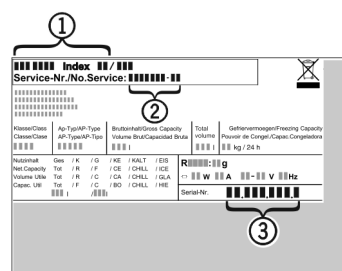 1
Index /
Service-Nr./No.Service: -
2
Klasse/Class Ap-Typ/AP-Type Bruttoinhalt/Gross Capacity Total Gefriervermoegen/Freezing Capacity
Classe/Clase AP-Type/AP-Tipo Volume Brut/Capacidad Bruta volume Pouvoir de Congel./Capac.Congeladora
l l kg / 24 h
Nutzinhalt Ges / K / G / KE / KALT / EIS
Net.Capacity Tot / R / F / CE / CHILL / ICE
Volume Utile Tot / R / C / CA / CHILL / GLA
Capac. Util Tot / F / C / BO / CHILL / HIE
l / l
R : g
W A - V Hz
Serial-Nr. . .
3